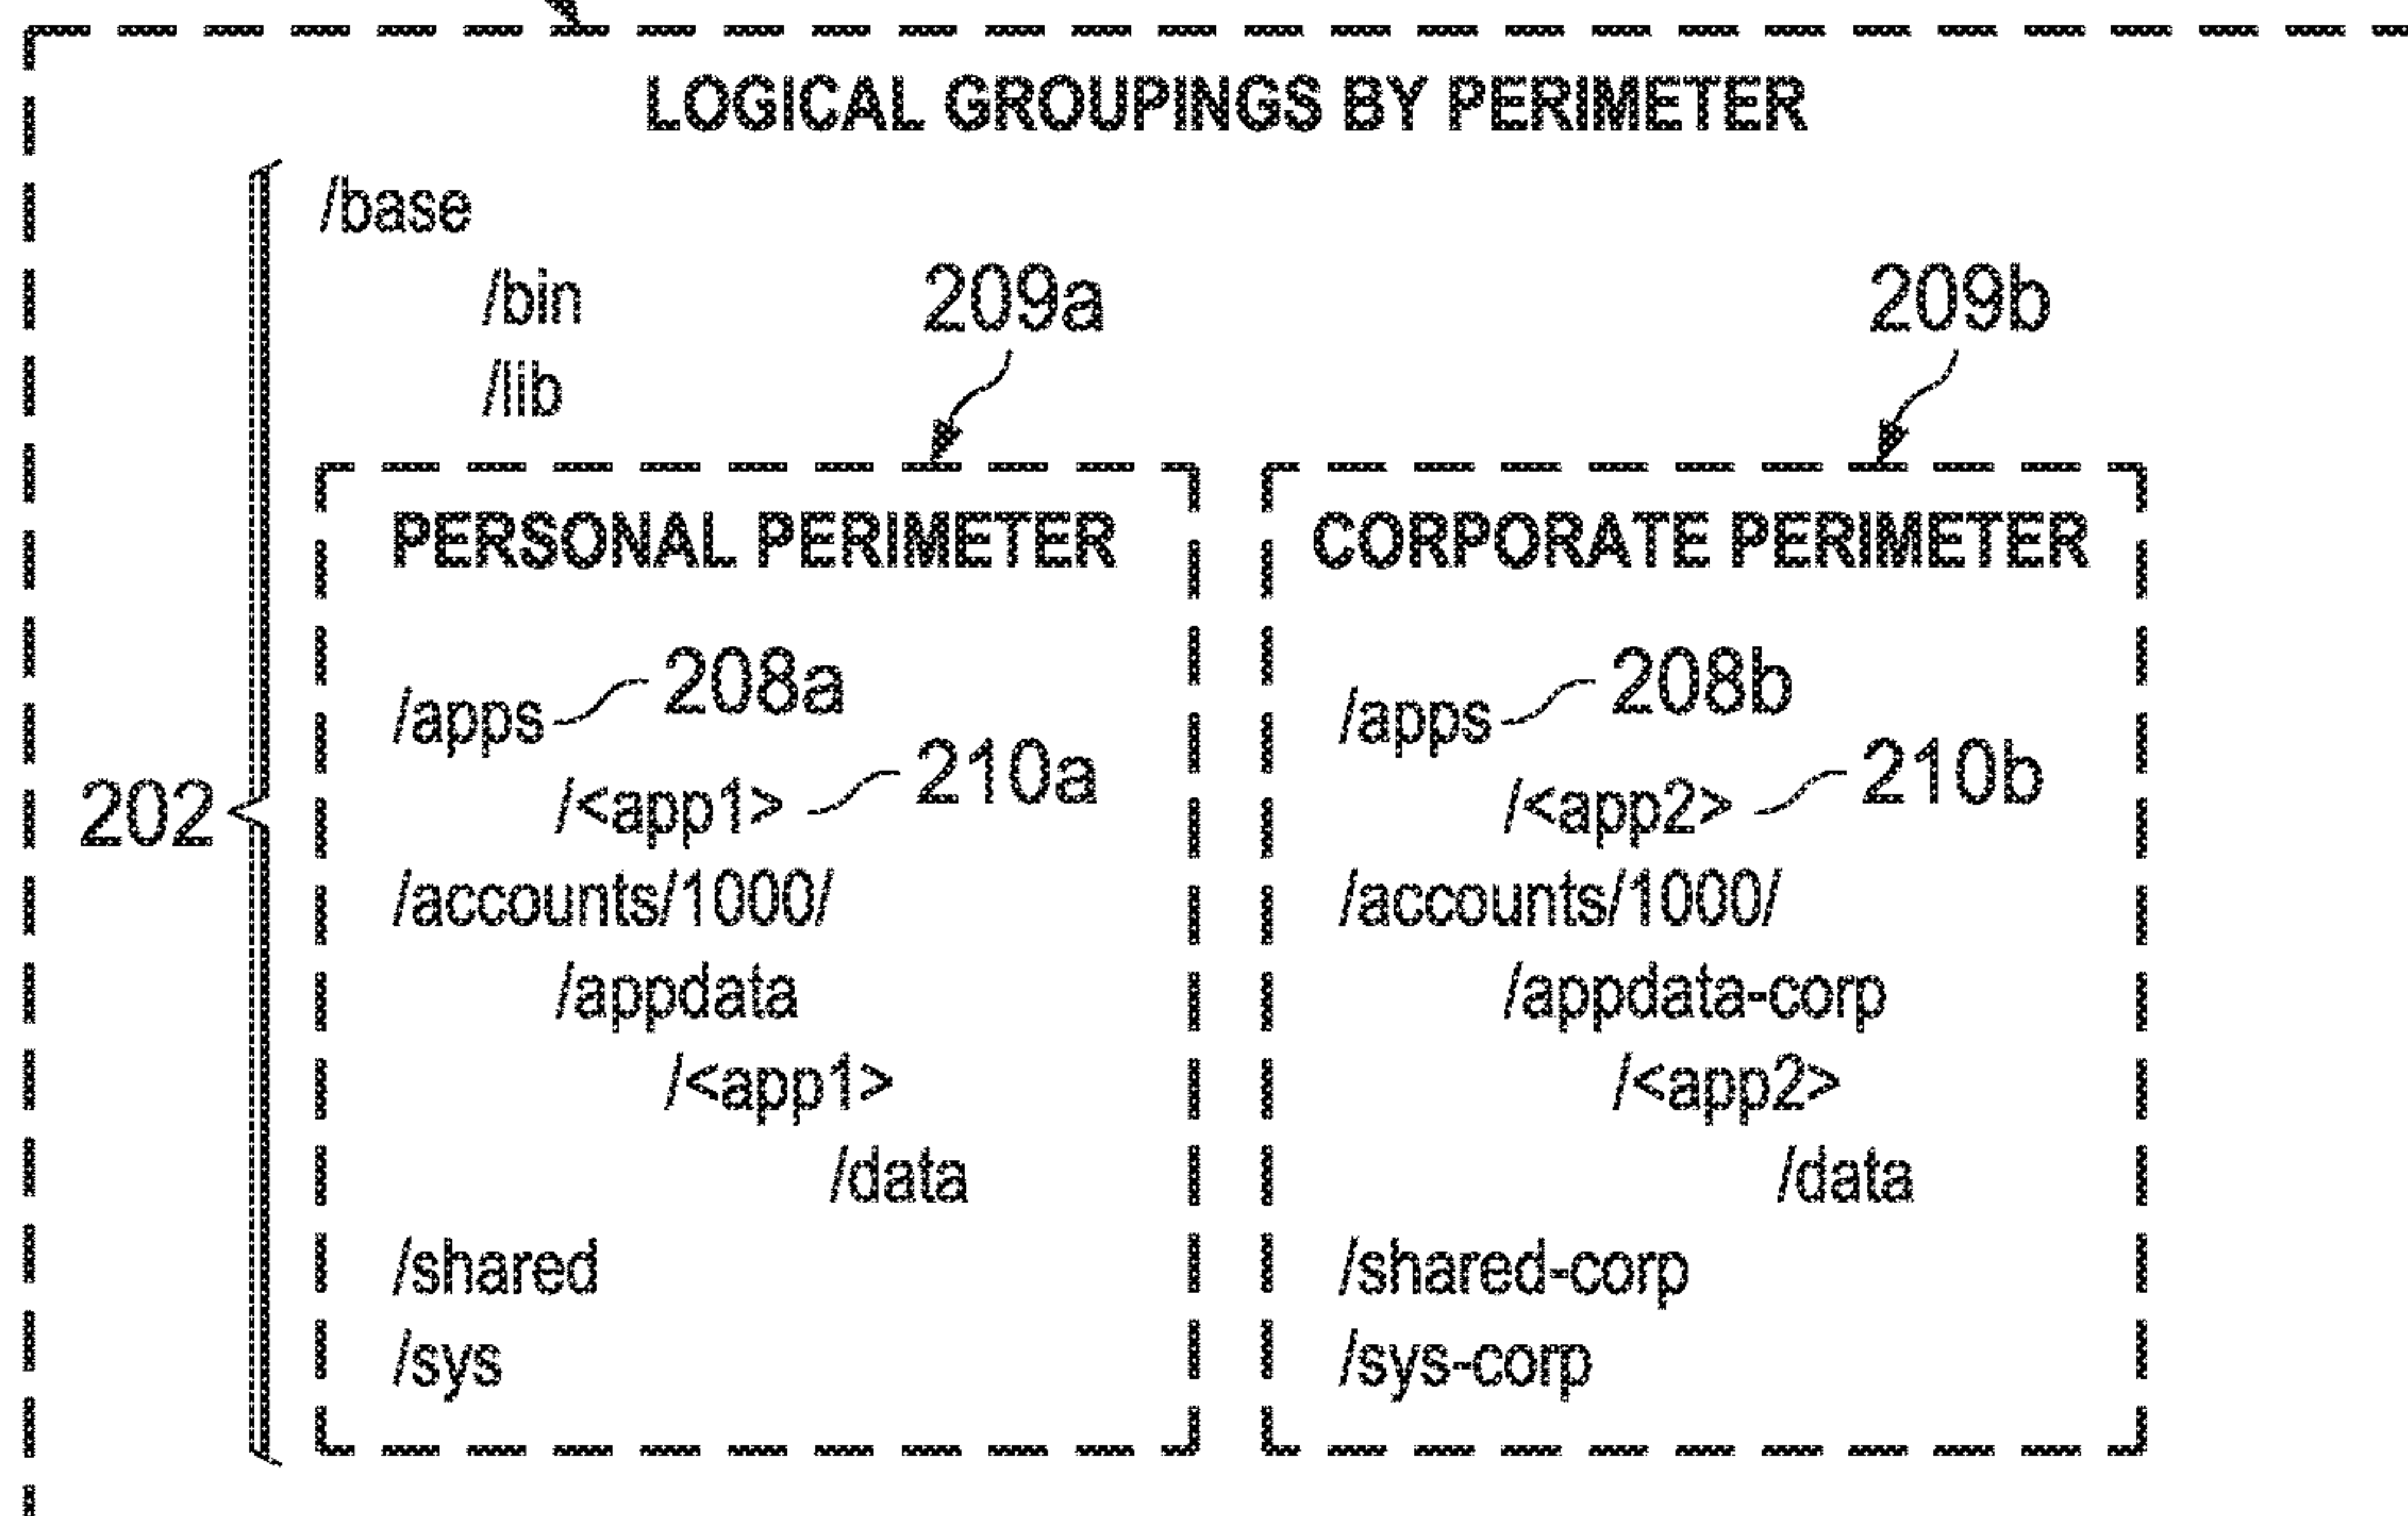 LOGICAL GROUPINGS BY PERIMETER
/base
/bin
/lib
209a
209b
202
PERSONAL PERIMETER
/apps 208a
/<app1> 210a
/accounts/1000/
/appdata
/<app1>
/data
/shared
/sys
CORPORATE PERIMETER
/apps 208b
/<app2> 210b
/accounts/1000/
/appdata-corp
/<app2>
/data
/shared-corp
/sys-corp